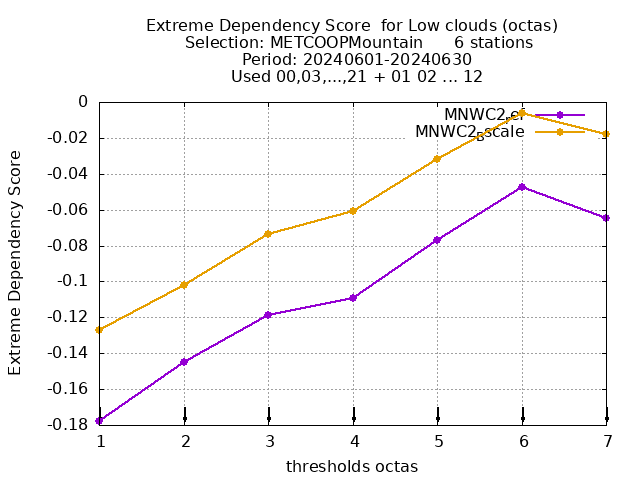 Extreme Dependency Score for Low clouds (octas)
Selection: METCOOPMountain 6 stations
Period: 20240601-20240630
Used 00,03,...,21 + 01 02 ... 12
0
-0.02
-0.04
-0.06
-0.08
-0.1
-0.12
-0.14
-0.16
-0.18
Extreme Dependency Score
1 2 3 4 5 6 7
thresholds octas